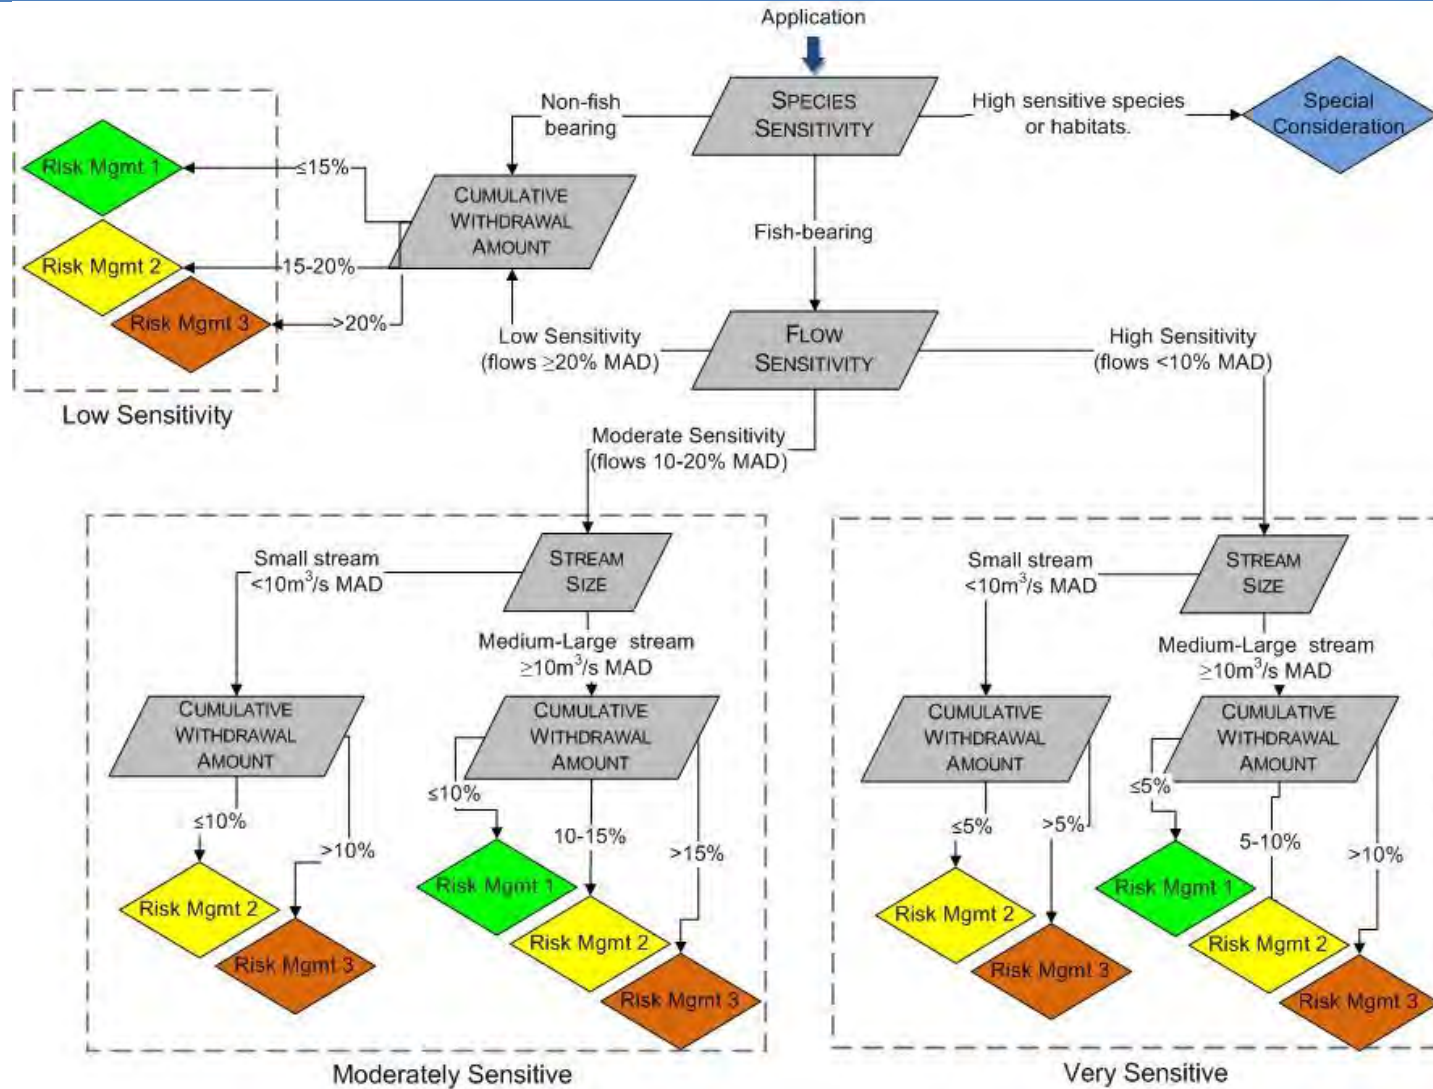 Application
SPECIES
SENSITIVITY
Non-fish
bearing
High sensitive species
or habitats.
Special
Consideration
Risk Mgmt 1
≤15%
CUMULATIVE
WITHDRAWAL
AMOUNT
Fish-bearing
Risk Mgmt 2
15-20%
Risk Mgmt 3
>20%
Low Sensitivity
Low Sensitivity
(flows ≥20% MAD)
FLOW
SENSITIVITY
High Sensitivity
(flows <10% MAD)
Moderate Sensitivity
(flows 10-20% MAD)
STREAM
SIZE
Small stream
<10m³/s MAD
Medium-Large stream
≥10m³/s MAD
CUMULATIVE
WITHDRAWAL
AMOUNT
≤10%
>10%
Risk Mgmt 2
Risk Mgmt 3
CUMULATIVE
WITHDRAWAL
AMOUNT
≤10%
10-15%
>15%
Risk Mgmt 1
Risk Mgmt 2
Risk Mgmt 3
Moderately Sensitive
STREAM
SIZE
Small stream
<10m³/s MAD
Medium-Large stream
≥10m³/s MAD
CUMULATIVE
WITHDRAWAL
AMOUNT
≤5%
>5%
Risk Mgmt 2
Risk Mgmt 3
CUMULATIVE
WITHDRAWAL
AMOUNT
≤5%
5-10%
>10%
Risk Mgmt 1
Risk Mgmt 2
Risk Mgmt 3
Very Sensitive